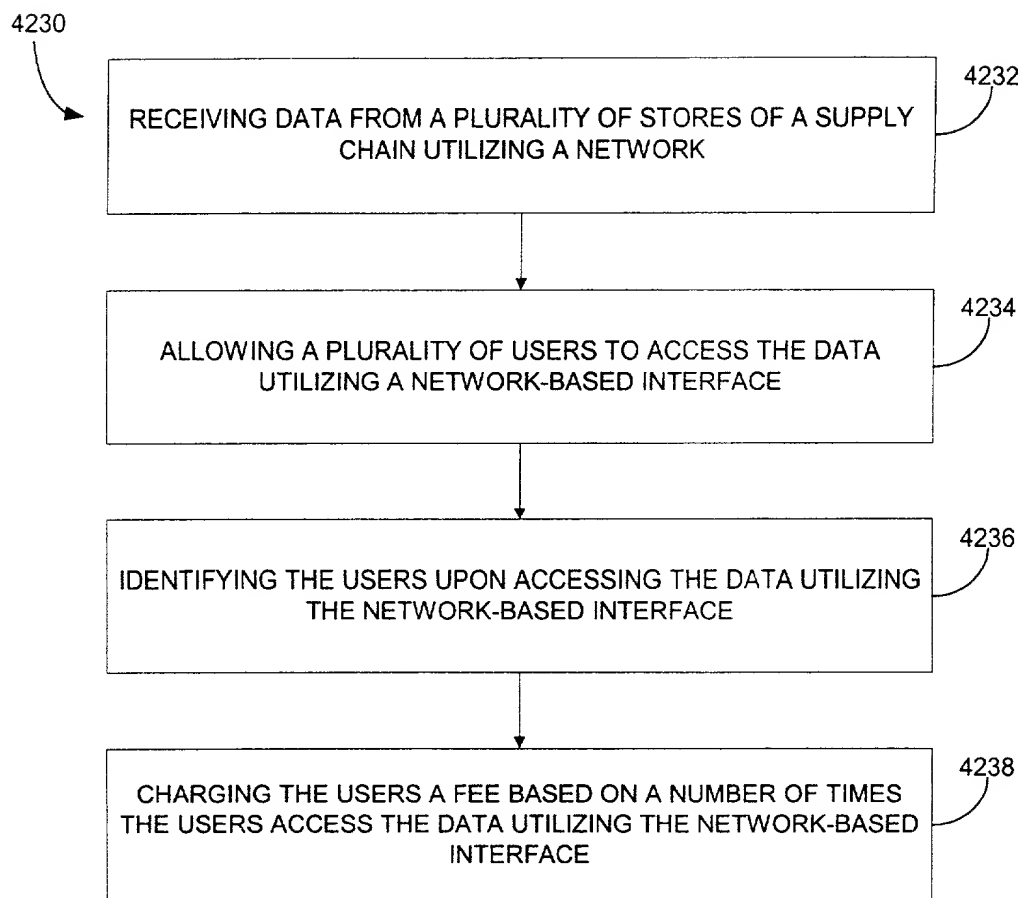 4230
4232
RECEIVING DATA FROM A PLURALITY OF STORES OF A SUPPLY
CHAIN UTILIZING A NETWORK
4234
ALLOWING A PLURALITY OF USERS TO ACCESS THE DATA
UTILIZING A NETWORK-BASED INTERFACE
4236
IDENTIFYING THE USERS UPON ACCESSING THE DATA UTILIZING
THE NETWORK-BASED INTERFACE
4238
CHARGING THE USERS A FEE BASED ON A NUMBER OF TIMES
THE USERS ACCESS THE DATA UTILIZING THE NETWORK-BASED
INTERFACE